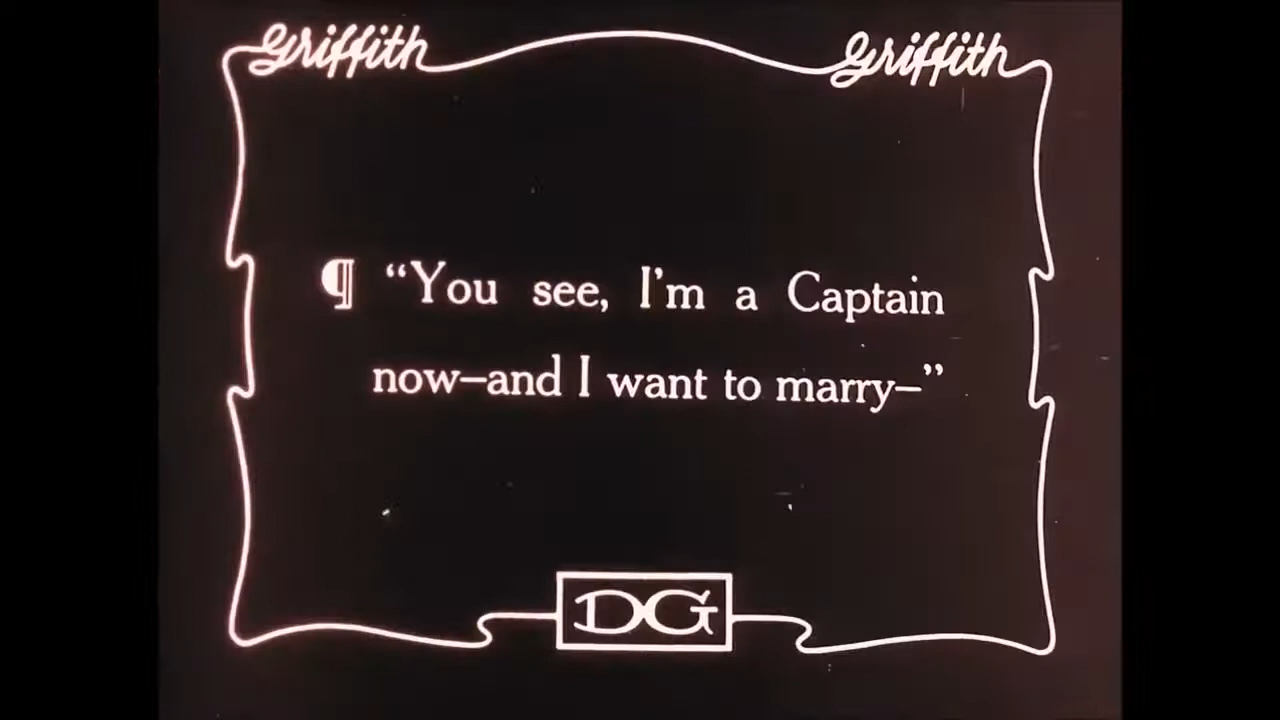 Griffith Griffith
¶ “You see, I’m a Captain
now—and I want to marry—”
DG